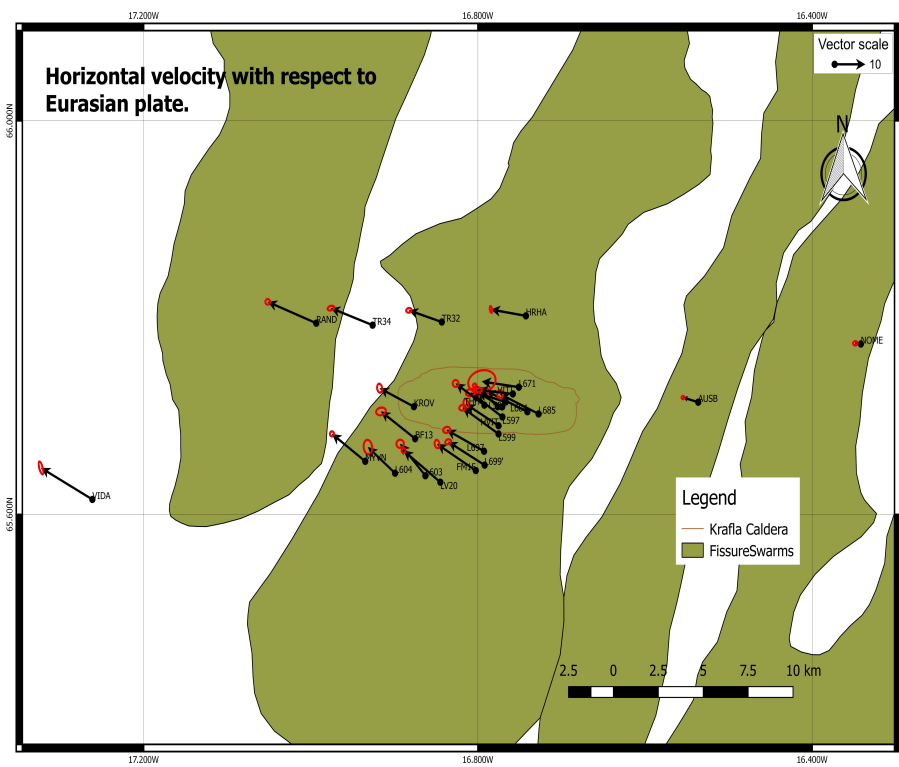 17.200W
16.800W
16.400W
Horizontal velocity with respect to
Eurasian plate.
Vector scale
10
N
66.000N
RAND
TR34
TR32
HRHA
NOME
L671
KROV
L685
AUSB
L597
BF13
L599
L697
MYVN
L604
L603
FM15
L699'
LV20
VIDA
65.600N
Legend
Krafla Caldera
FissureSwarms
2.5
0
2.5
5
7.5
10 km
17.200W
16.800W
16.400W